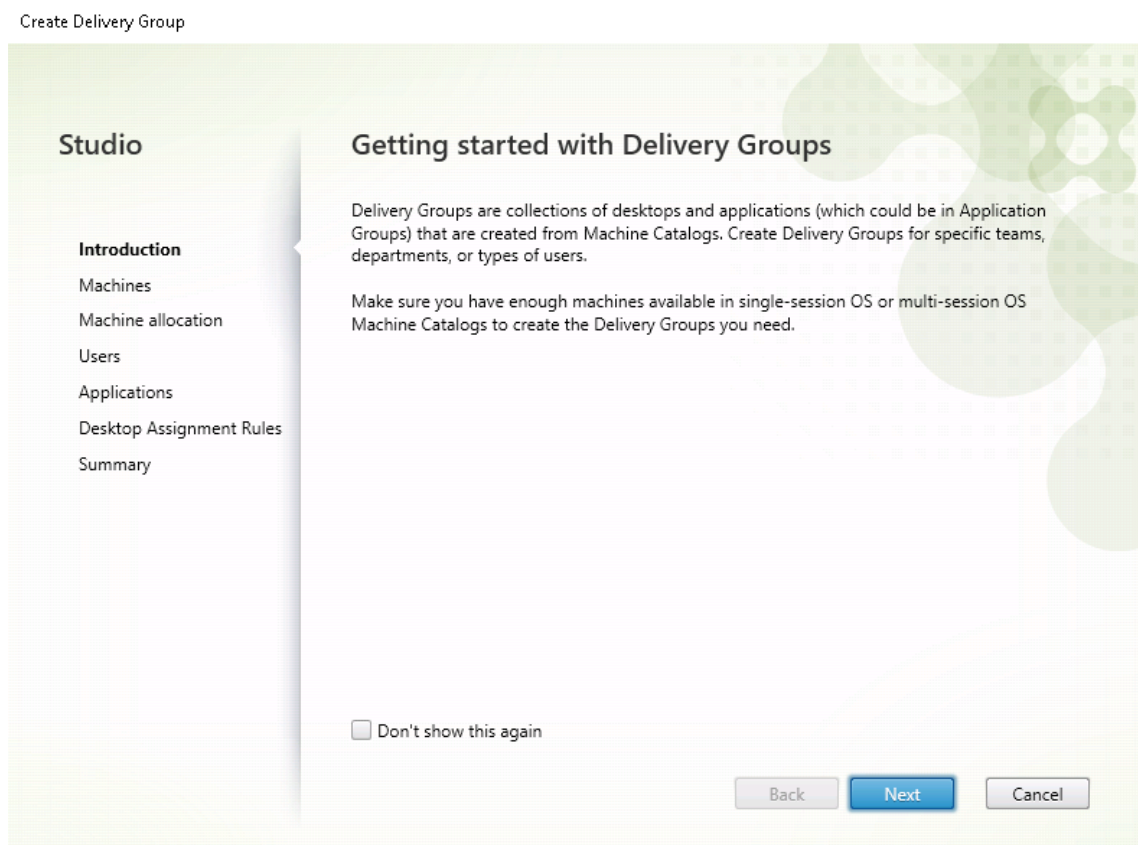 Create Delivery Group
Studio
Introduction
Machines
Machine allocation
Users
Applications
Desktop Assignment Rules
Summary
Getting started with Delivery Groups
Delivery Groups are collections of desktops and applications (which could be in Application
Groups) that are created from Machine Catalogs. Create Delivery Groups for specific teams,
departments, or types of users.
Make sure you have enough machines available in single-session OS or multi-session OS
Machine Catalogs to create the Delivery Groups you need.
Don't show this again
Back Next Cancel